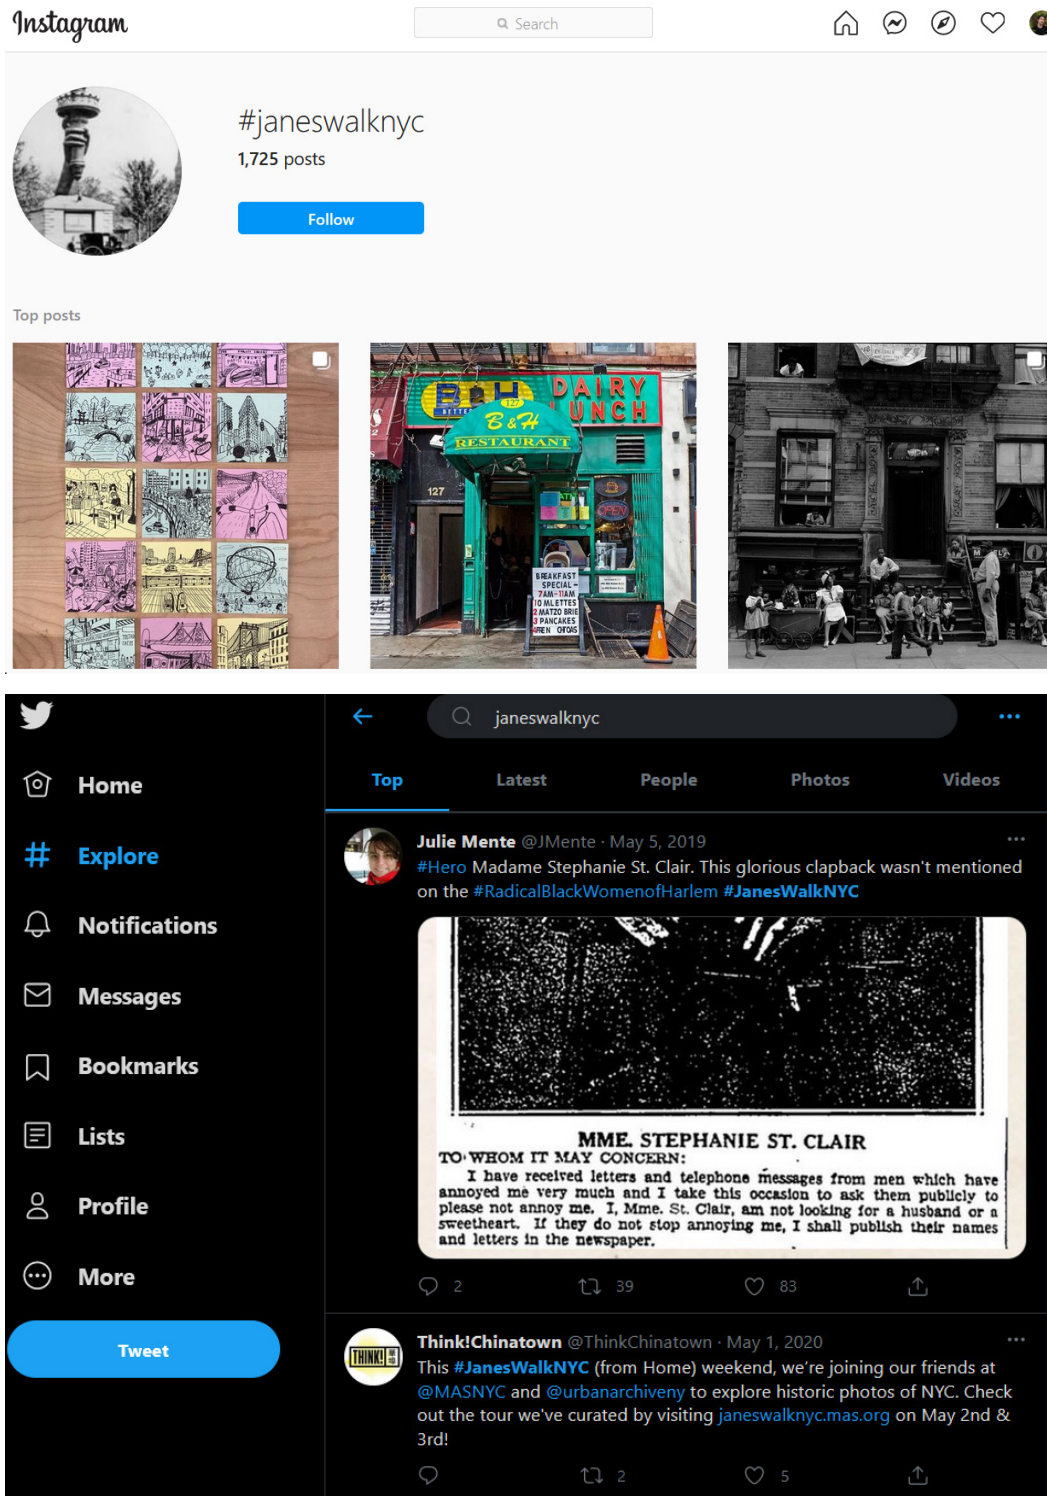 Instagram
Search
#janeswalknyc
1,725 posts
Follow
Top posts
B&H
DAIRY
127
LUNCH
BETTE
B & H
RESTAURANT
127
OPEN
BREAKFAST
SPECIAL -
7AM-11AM
janeswalknyc
Top
Latest
People
Photos
Videos
Home
Explore
Notifications
Messages
Bookmarks
Lists
Profile
More
Tweet
Julie Mente @JMente · May 5, 2019
#Hero Madame Stephanie St. Clair. This glorious clapback wasn't mentioned
on the #RadicalBlackWomenofHarlem #JanesWalkNYC
MME. STEPHANIE ST. CLAIR
TO WHOM IT MAY CONCERN:
I have received letters and telephone messages from men which have
annoyed me very much and I take this occasion to ask them publicly to
please not annoy me. I, Mme. St. Clair, am not looking for a husband or a
sweetheart. If they do not stop annoying me, I shall publish their names
and letters in the newspaper.
2
39
83
THINK!
Think!Chinatown @ThinkChinatown · May 1, 2020
This #JanesWalkNYC (from Home) weekend, we're joining our friends at
@MASNYC and @urbanarchiveny to explore historic photos of NYC. Check
out the tour we've curated by visiting janeswalknyc.mas.org on May 2nd &
3rd!
2
5